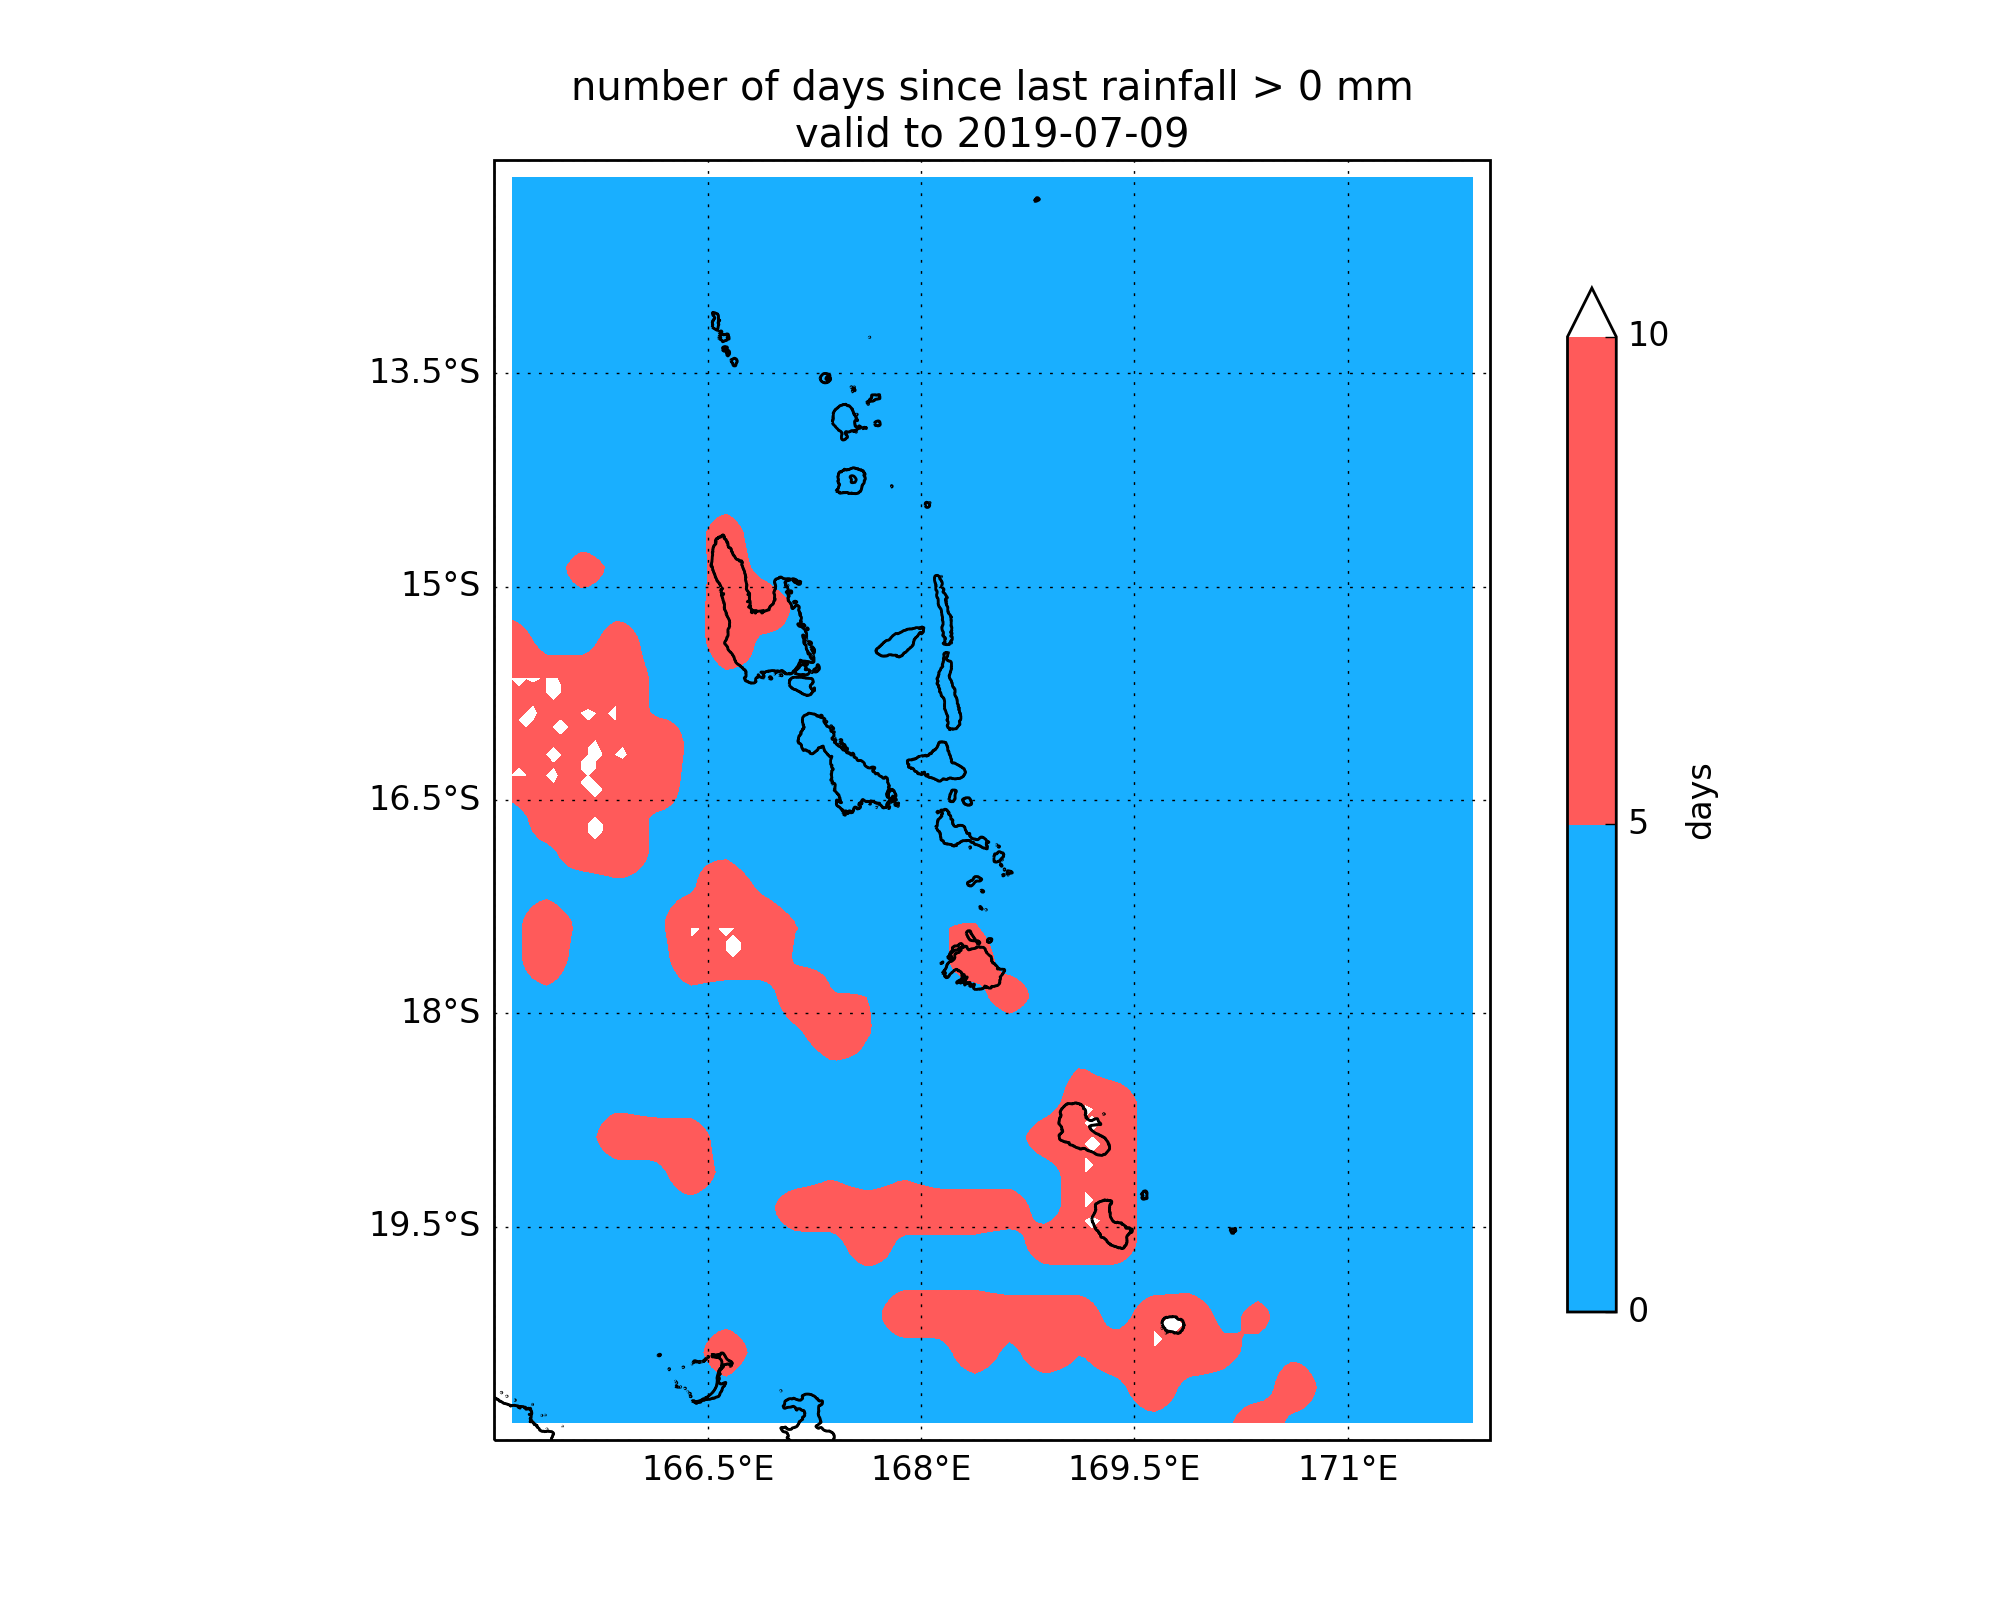 number of days since last rainfall > 0 mm
valid to 2019-07-09
13.5°S
15°S
16.5°S
18°S
19.5°S
166.5°E
168°E
169.5°E
171°E
10
5
0
days